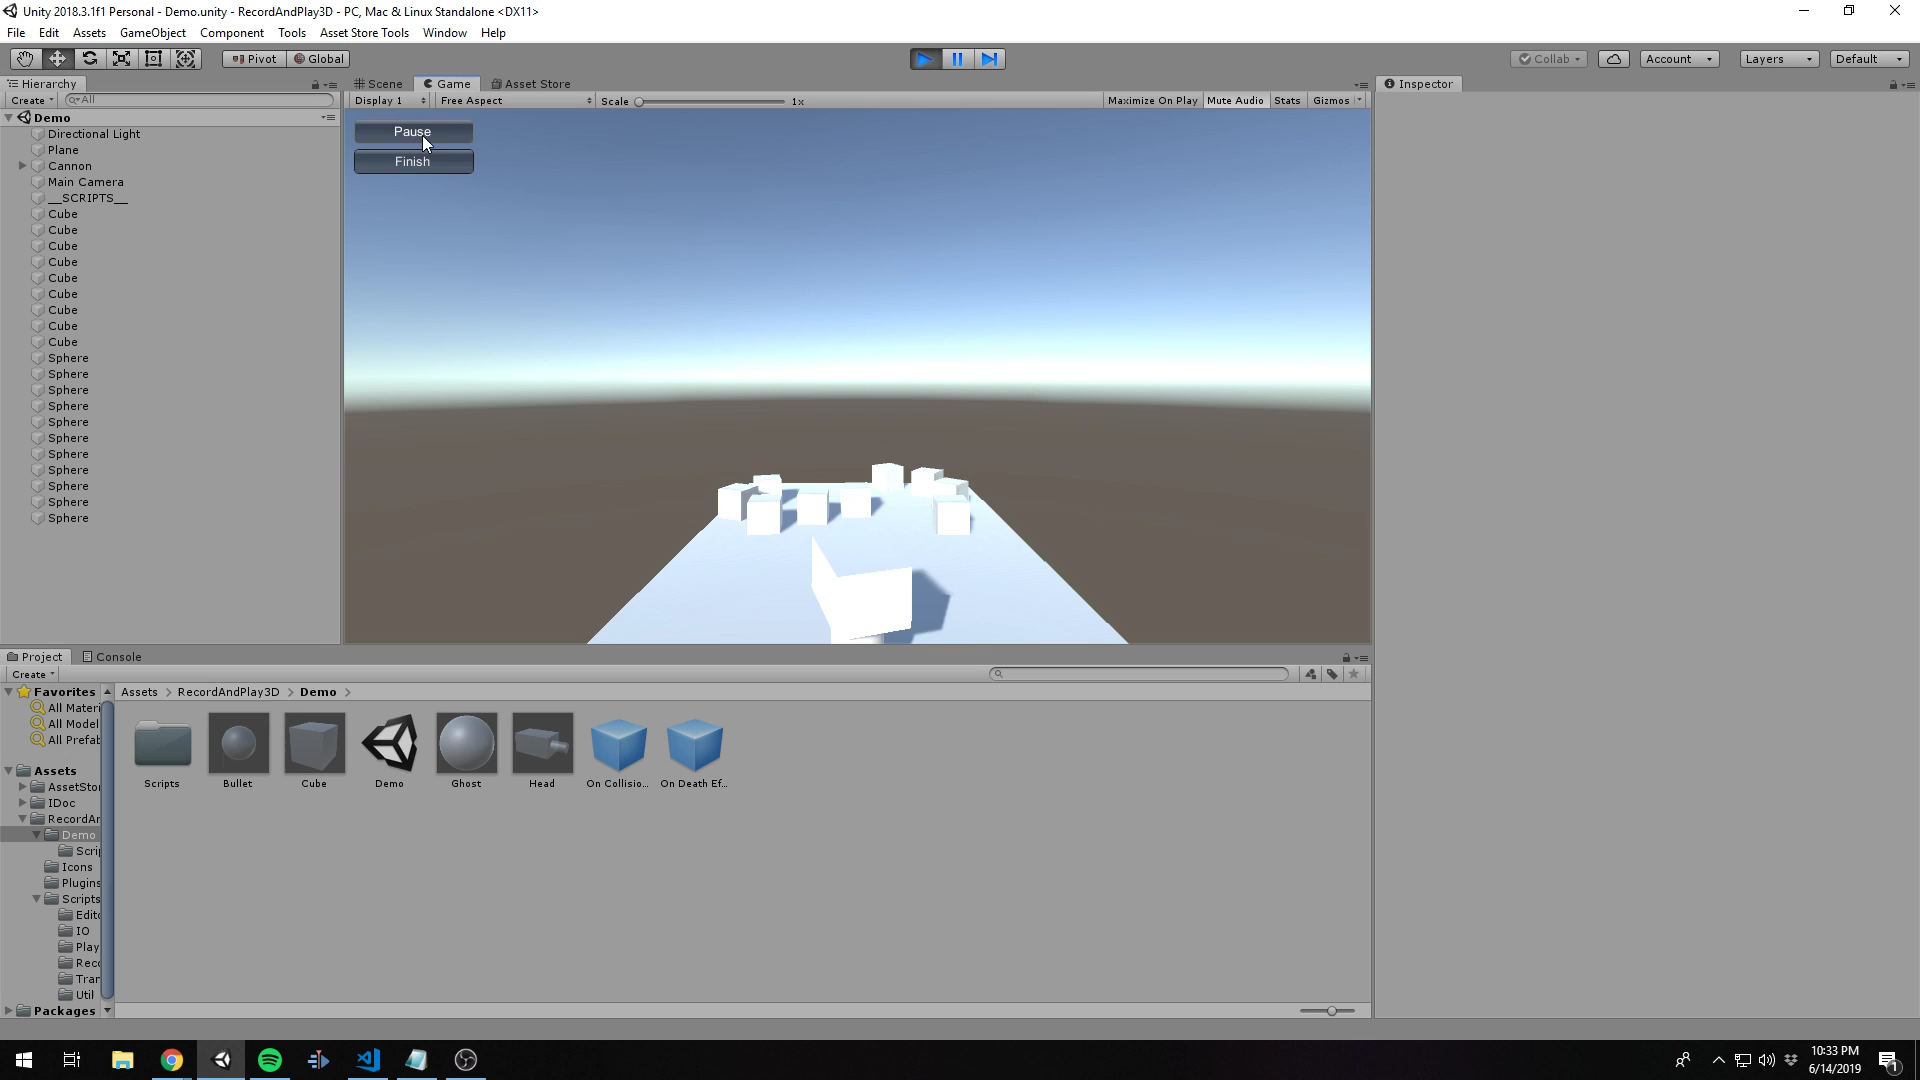 Unity 2018.3.1f1 Personal - Demo.unity - RecordAndPlay3D - PC, Mac & Linux Standalone <DX11>
File Edit Assets GameObject Component Tools Asset Store Tools Window Help
Pivot Global Collab Account Layers Default
Hierarchy Scene Game Asset Store Inspector
Create All Display 1 Free Aspect Scale 1x Maximize On Play Mute Audio Stats Gizmos
Demo
Directional Light
Plane
Cannon
Main Camera
__SCRIPTS__
Cube
Cube
Cube
Cube
Cube
Cube
Cube
Cube
Cube
Sphere
Sphere
Sphere
Sphere
Sphere
Sphere
Sphere
Sphere
Sphere
Sphere
Sphere
Pause
Finish
Project Console
Create
Favorites
All Materi
All Model
All Prefab
Assets
AssetStor
IDoc
RecordAr
Demo
Scrip
Icons
Plugins
Scripts
Edito
IO
Play
Reco
Tran
Util
Packages
Assets > RecordAndPlay3D > Demo >
Scripts Bullet Cube Demo Ghost Head On Collisio... On Death Ef...
10:33 PM
6/14/2019
1